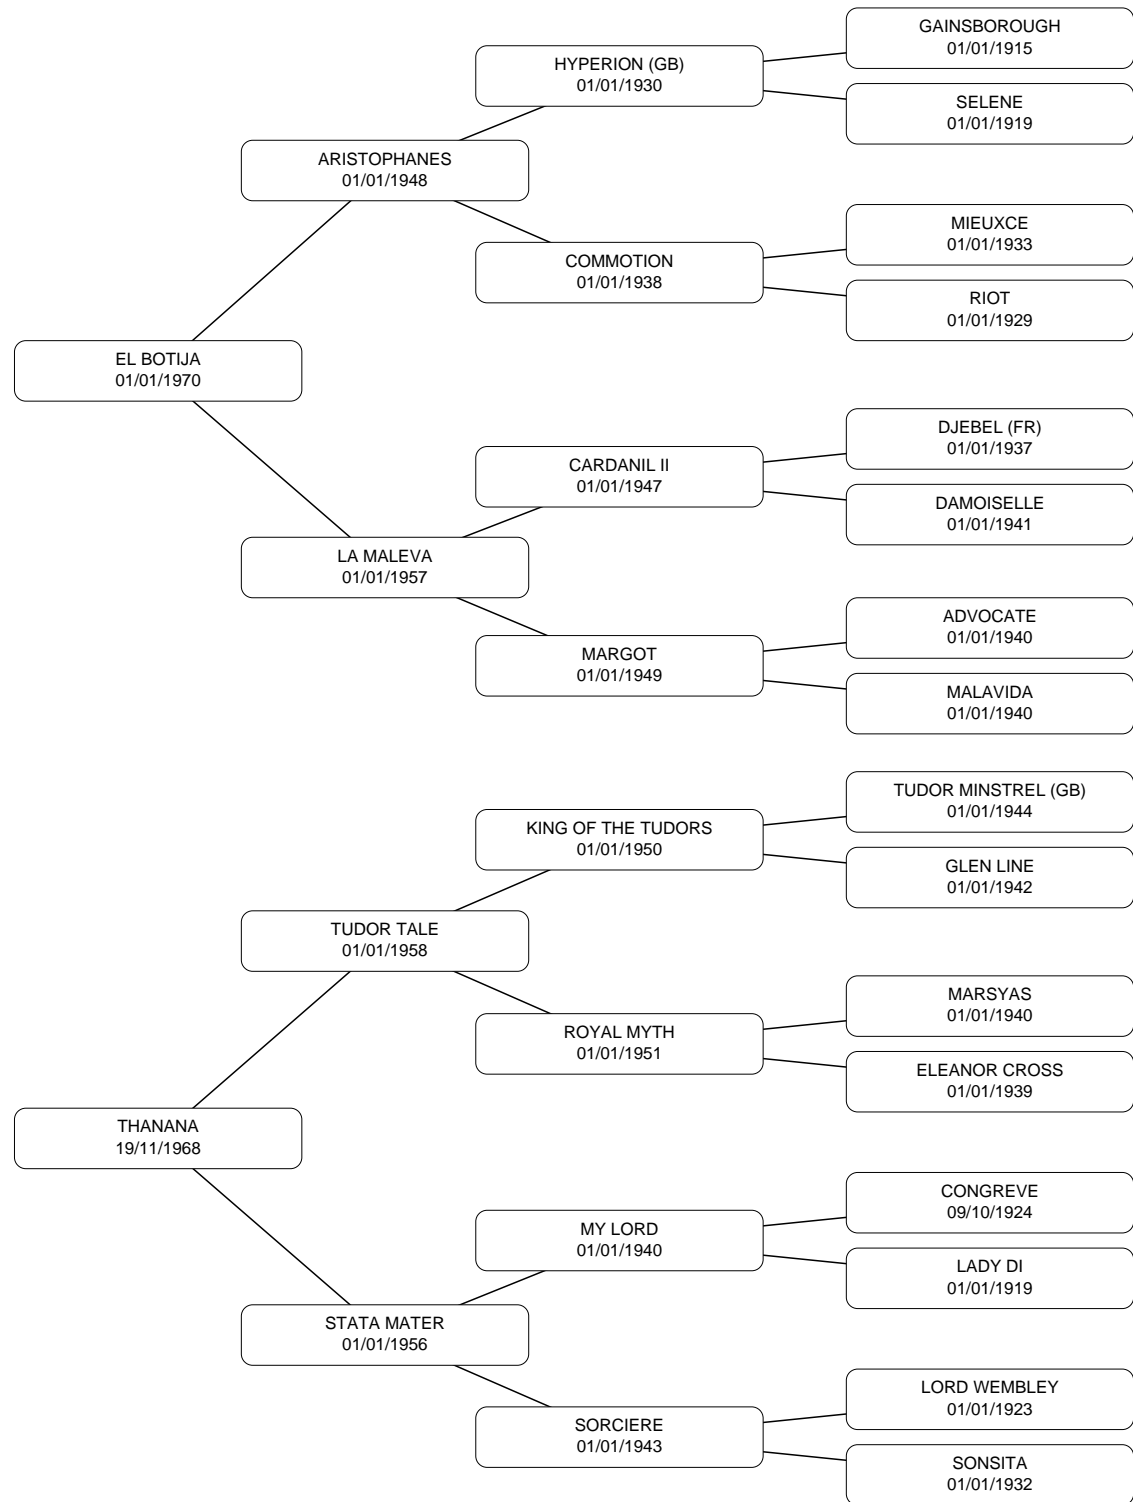 GAINSBOROUGH
01/01/1915
HYPERION (GB)
01/01/1930
SELENE
01/01/1919
ARISTOPHANES
01/01/1948
MIEUXCE
01/01/1933
COMMOTION
01/01/1938
RIOT
01/01/1929
EL BOTIJA
01/01/1970
DJEBEL (FR)
01/01/1937
CARDANIL II
01/01/1947
DAMOISELLE
01/01/1941
LA MALEVA
01/01/1957
ADVOCATE
01/01/1940
MARGOT
01/01/1949
MALAVIDA
01/01/1940
TUDOR MINSTREL (GB)
01/01/1944
KING OF THE TUDORS
01/01/1950
GLEN LINE
01/01/1942
TUDOR TALE
01/01/1958
MARSYAS
01/01/1940
ROYAL MYTH
01/01/1951
ELEANOR CROSS
01/01/1939
THANANA
19/11/1968
CONGREVE
09/10/1924
MY LORD
01/01/1940
LADY DI
01/01/1919
STATA MATER
01/01/1956
LORD WEMBLEY
01/01/1923
SORCIERE
01/01/1943
SONSITA
01/01/1932